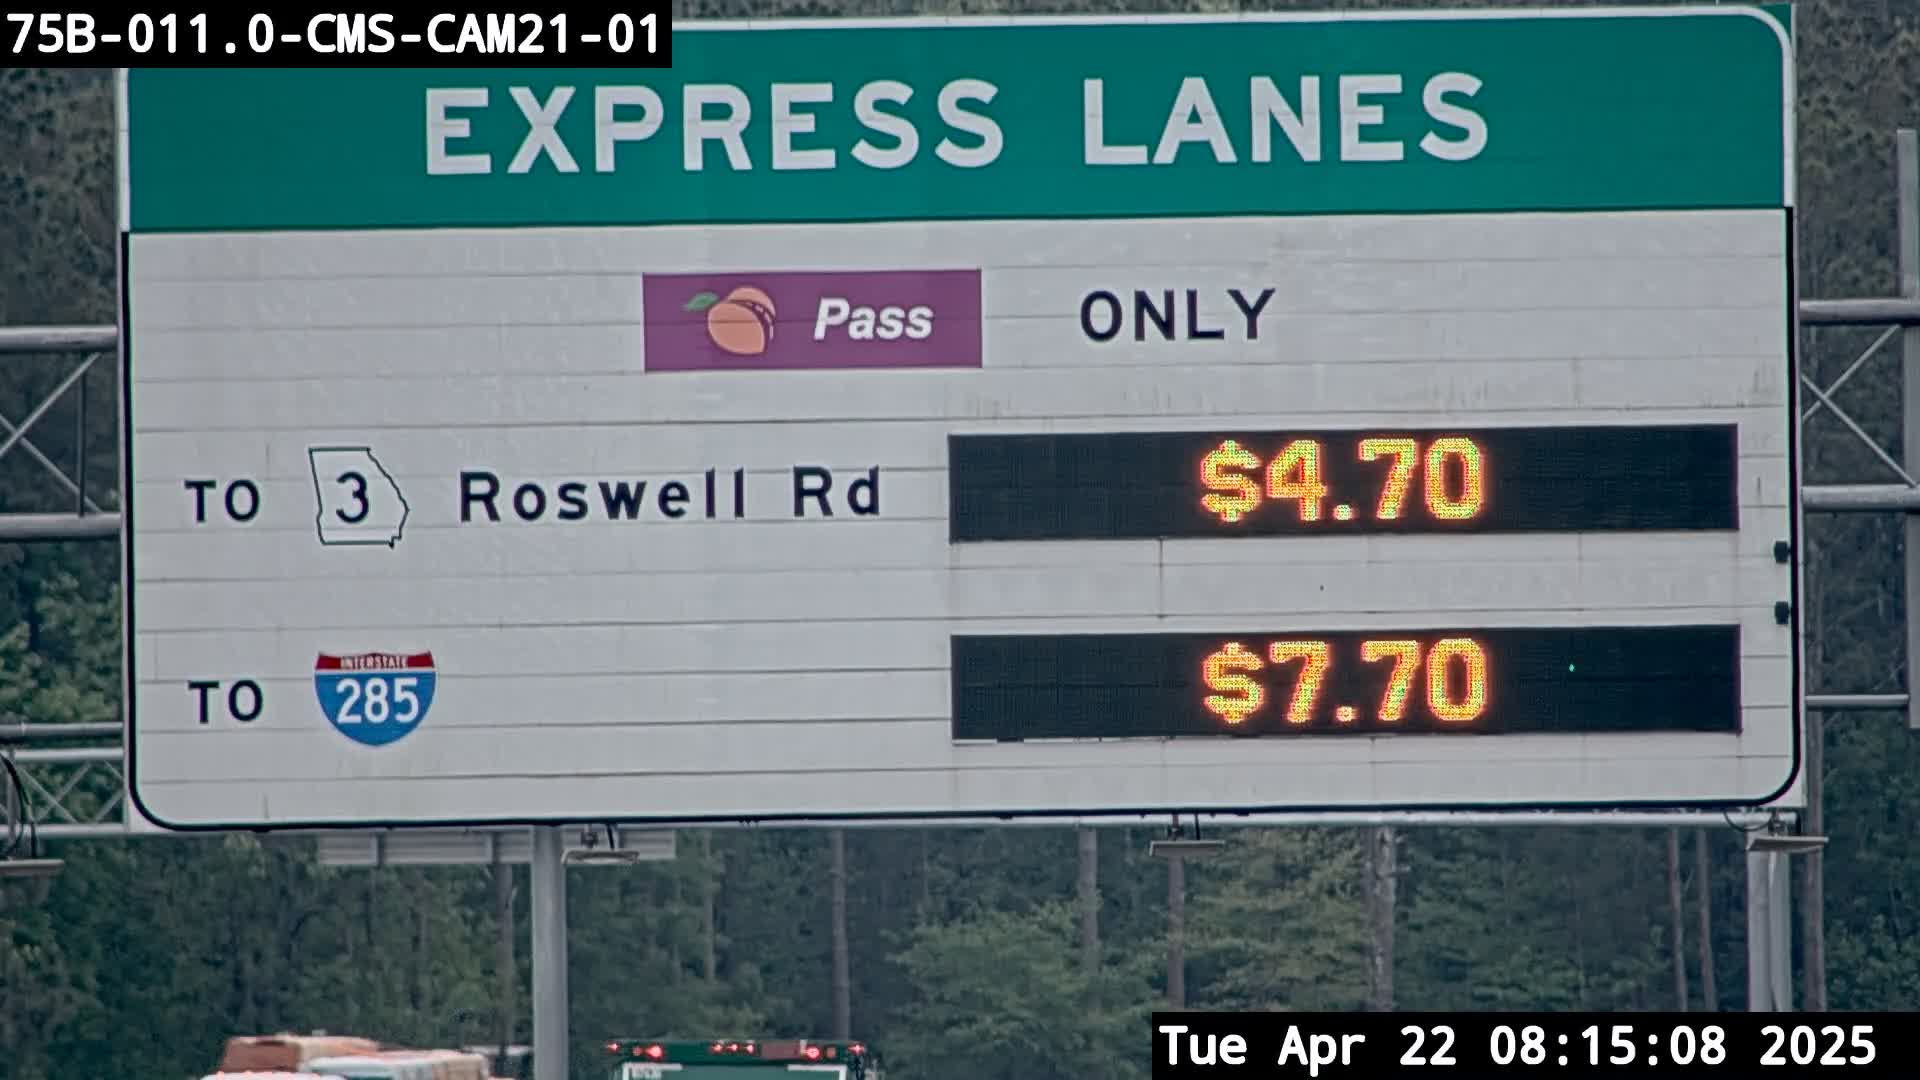 75B-011.0-CMS-CAM21-01
EXPRESS LANES
Pass ONLY
TO 3 Roswell Rd $4.70
TO INTERSTATE 285 $7.70
Tue Apr 22 08:15:08 2025